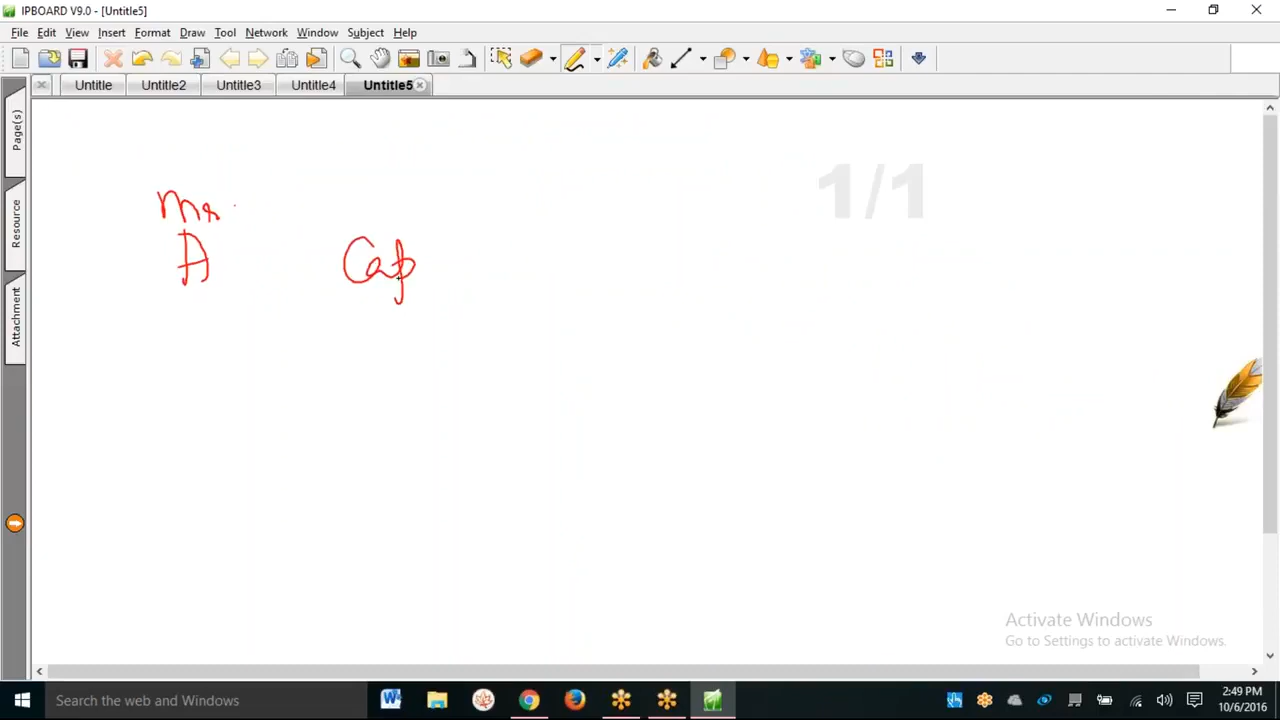 IPBOARD V9.0 - [Untitle5]
File Edit View Insert Format Draw Tool Network Window Subject Help
Untitle Untitle2 Untitle3 Untitle4 Untitle5
Page(s)
Resource
Attachment
1/1
Mr
A Cap
Activate Windows
Go to Settings to activate Windows.
Search the web and Windows
2:49 PM
10/6/2016